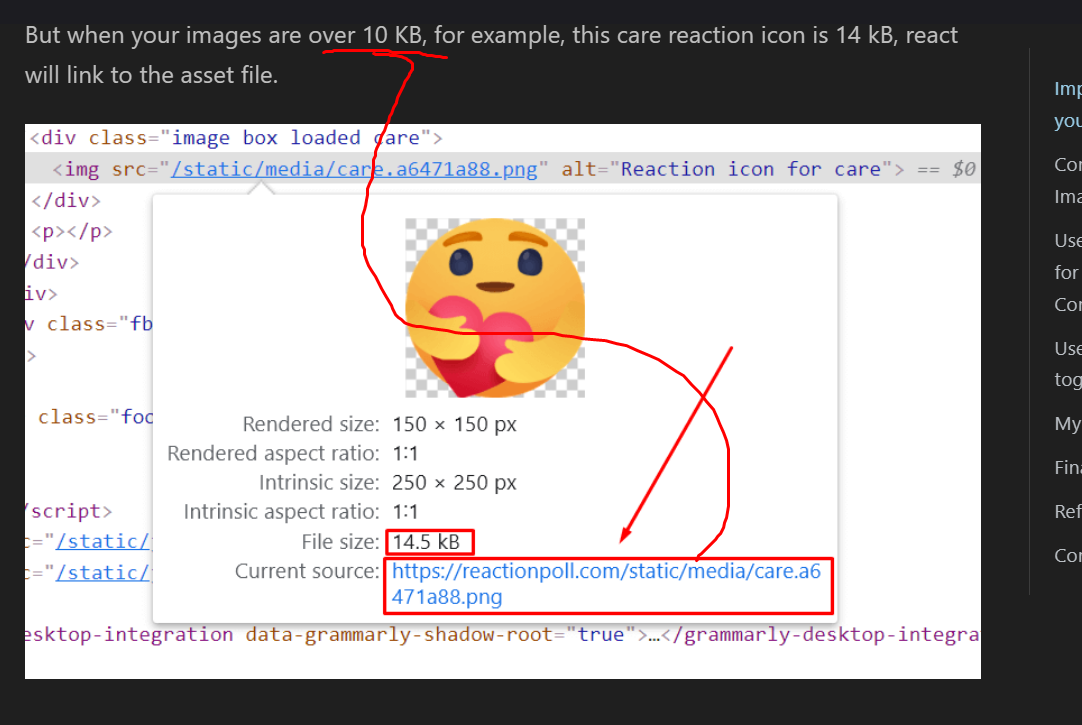 But when your images are over 10 KB, for example, this care reaction icon is 14 kB, react
will link to the asset file.
<div class="image box loaded care">
<img src="/static/media/care.a6471a88.png" alt="Reaction icon for care"> == $0
</div>
<p></p>
/div>
iv>
v class="fb
>
class="foo
Rendered size: 150 × 150 px
Rendered aspect ratio: 1:1
Intrinsic size: 250 × 250 px
Intrinsic aspect ratio: 1:1
/script>
File size: 14.5 kB
c="/static/
Current source: https://reactionpoll.com/static/media/care.a6
471a88.png
c="/static/
esktop-integration data-grammarly-shadow-root="true">…</grammarly-desktop-integra
Imp
you
Con
Ima
Use
for
Con
Use
tog
My
Fina
Ref
Con